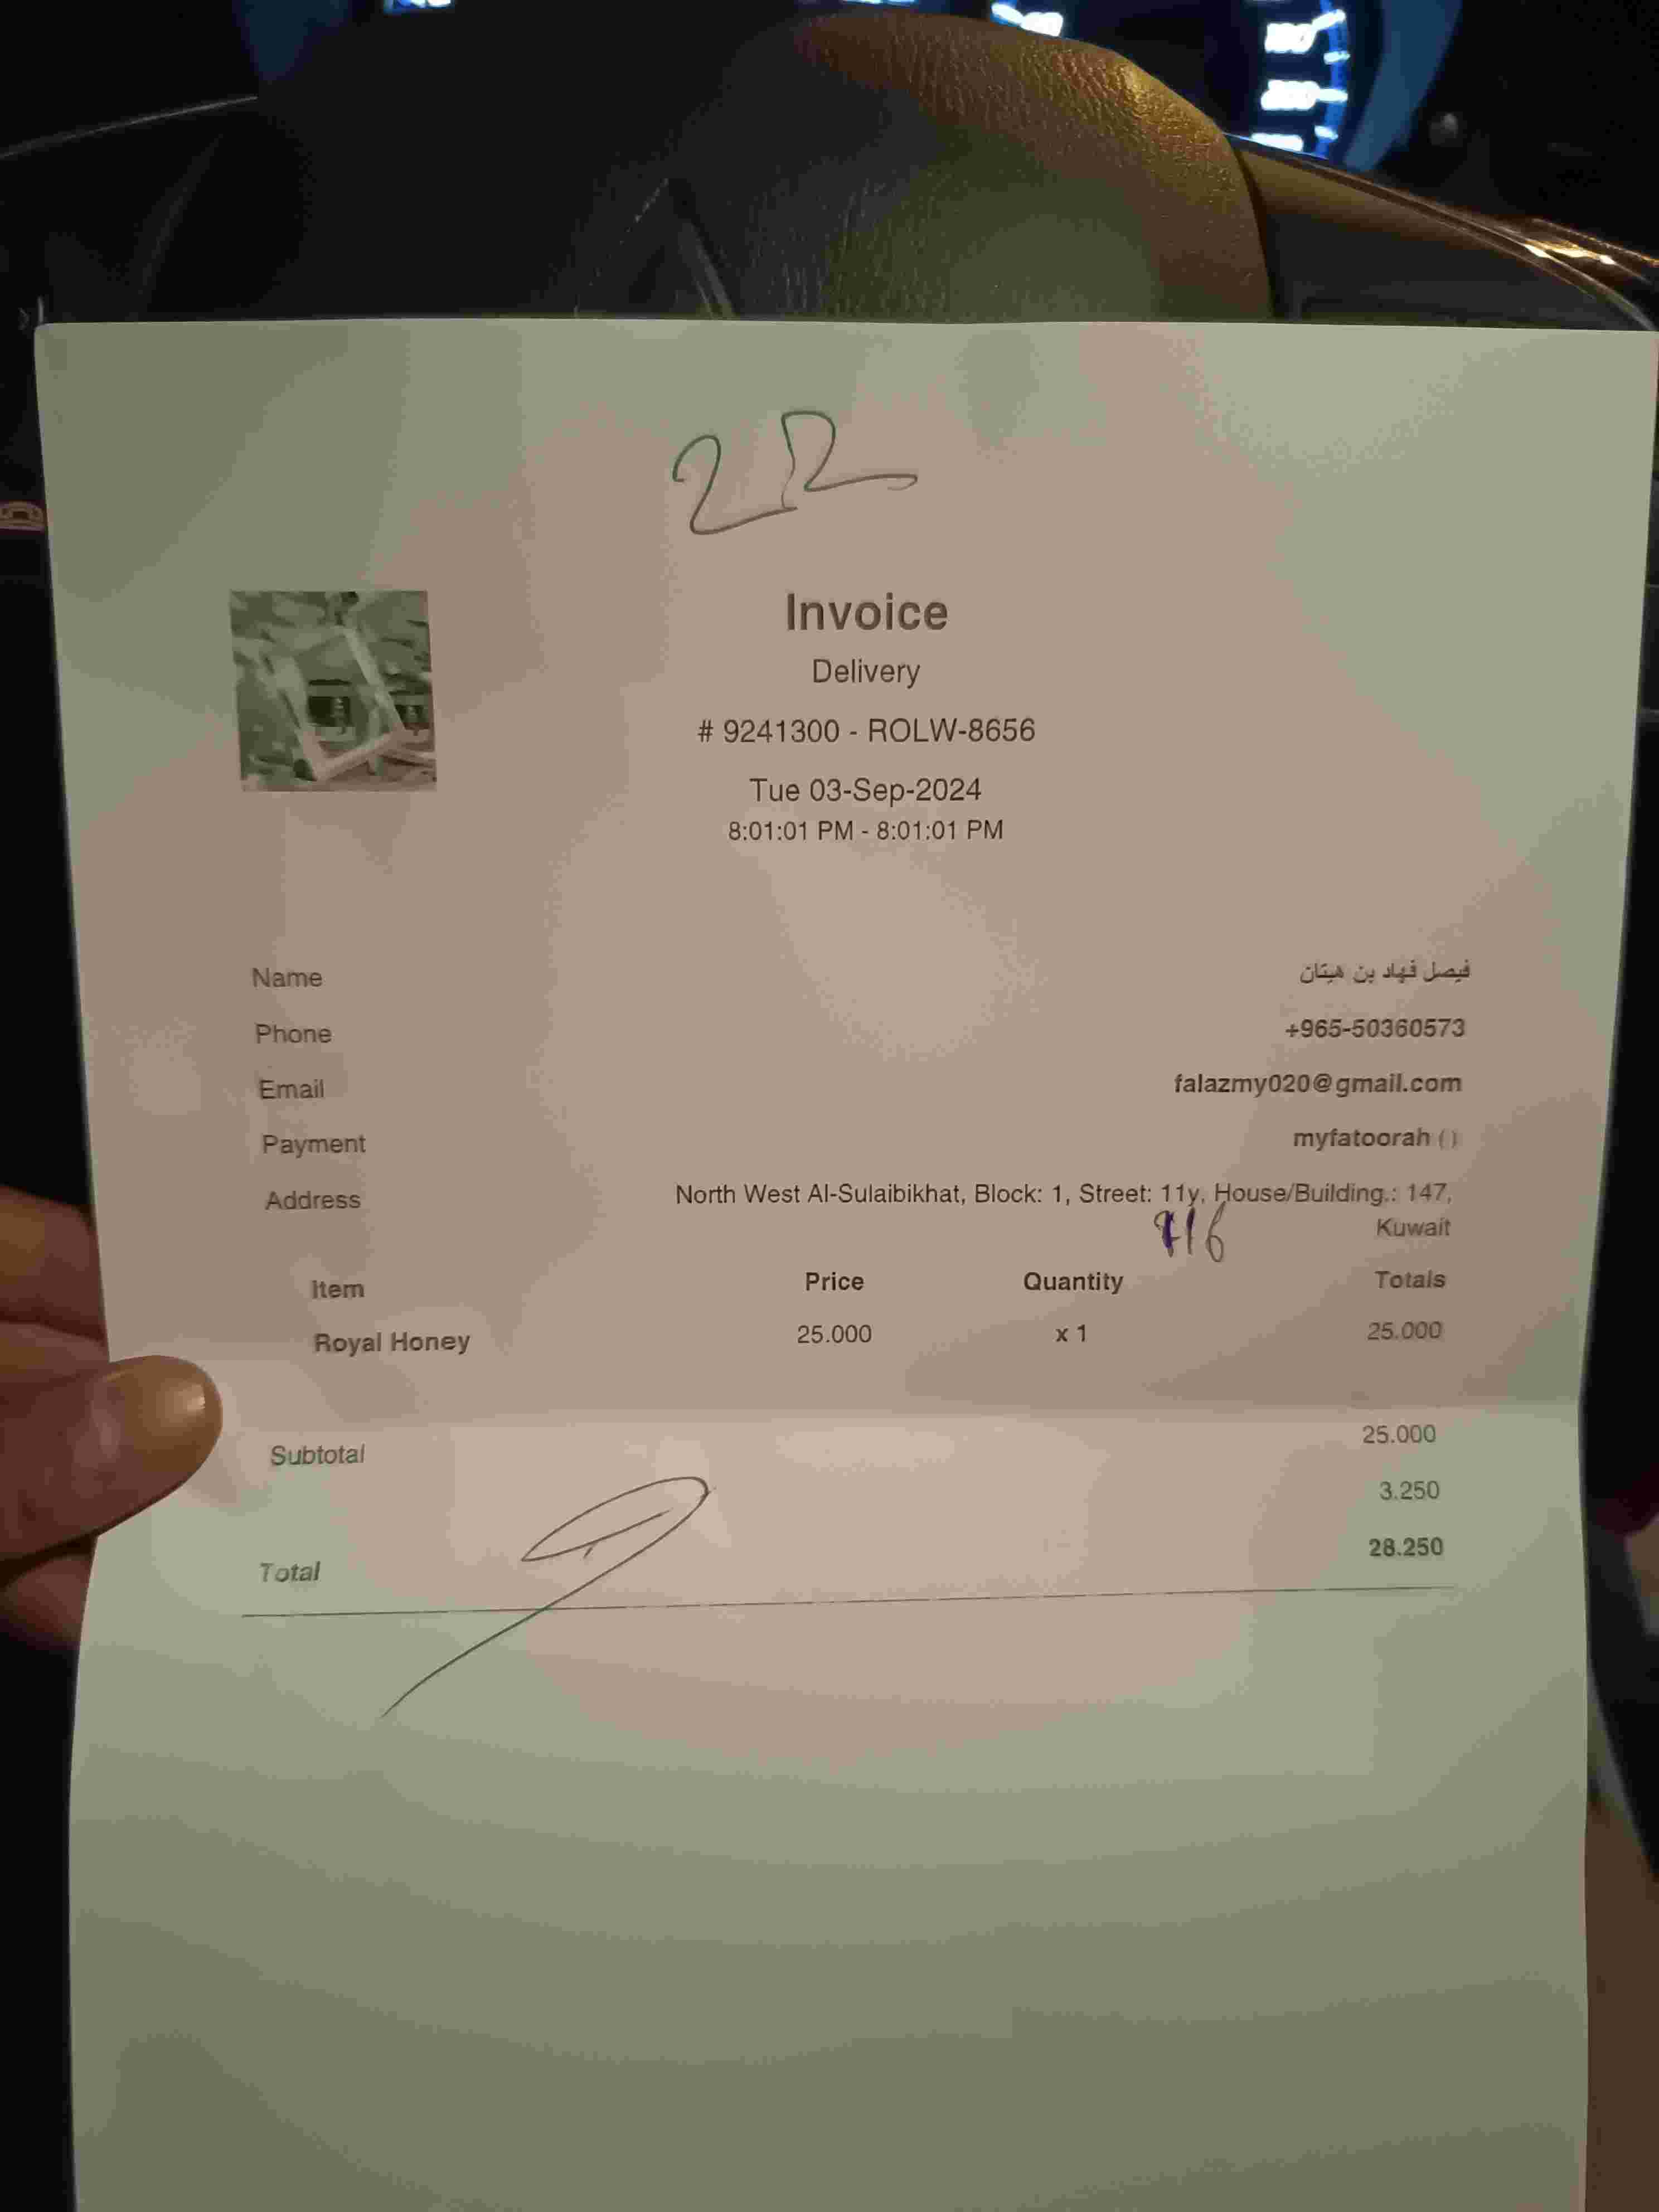 22
Invoice
Delivery
# 9241300 - ROLW-8656
Tue 03-Sep-2024
8:01:01 PM - 8:01:01 PM
Name فيصل فهاد بن هيتان
Phone +965-50360573
Email falazmy020@gmail.com
Payment myfatoorah ()
Address North West Al-Sulaibikhat, Block: 1, Street: 11y, House/Building.: 147,
Kuwait
Item Price Quantity Totals
Royal Honey 25.000 x 1 25.000
Subtotal 25.000
3.250
Total 28.250